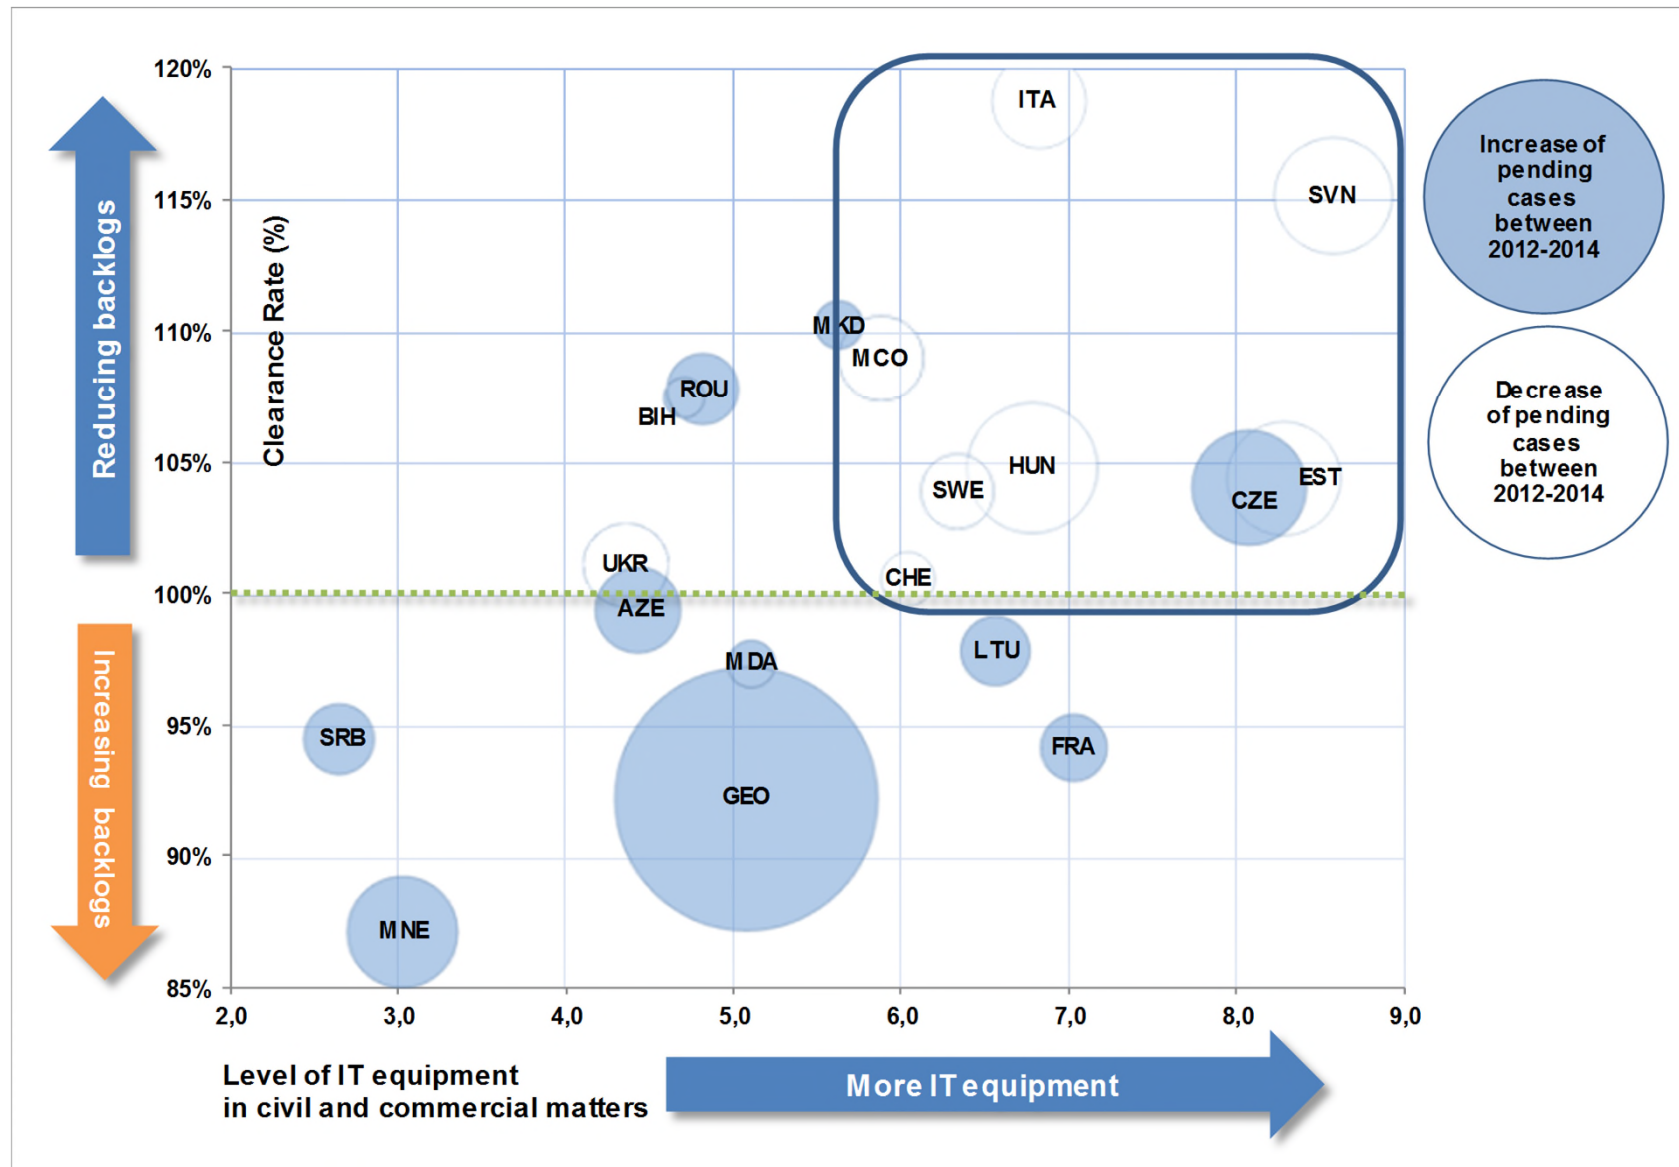 120%
115%
110%
105%
100%
95%
90%
85%
Reducing backlogs
Increasing backlogs
Clearance Rate (%)
ITA
SVN
MKD
MCO
ROU
BIH
HUN
SWE
EST
CZE
UKR
CHE
AZE
MDA
LTU
SRB
FRA
GEO
MNE
2,0
3,0
4,0
5,0
6,0
7,0
8,0
9,0
Level of IT equipment
in civil and commercial matters
More IT equipment
Increase of
pending
cases
between
2012-2014
Decrease
of pending
cases
between
2012-2014